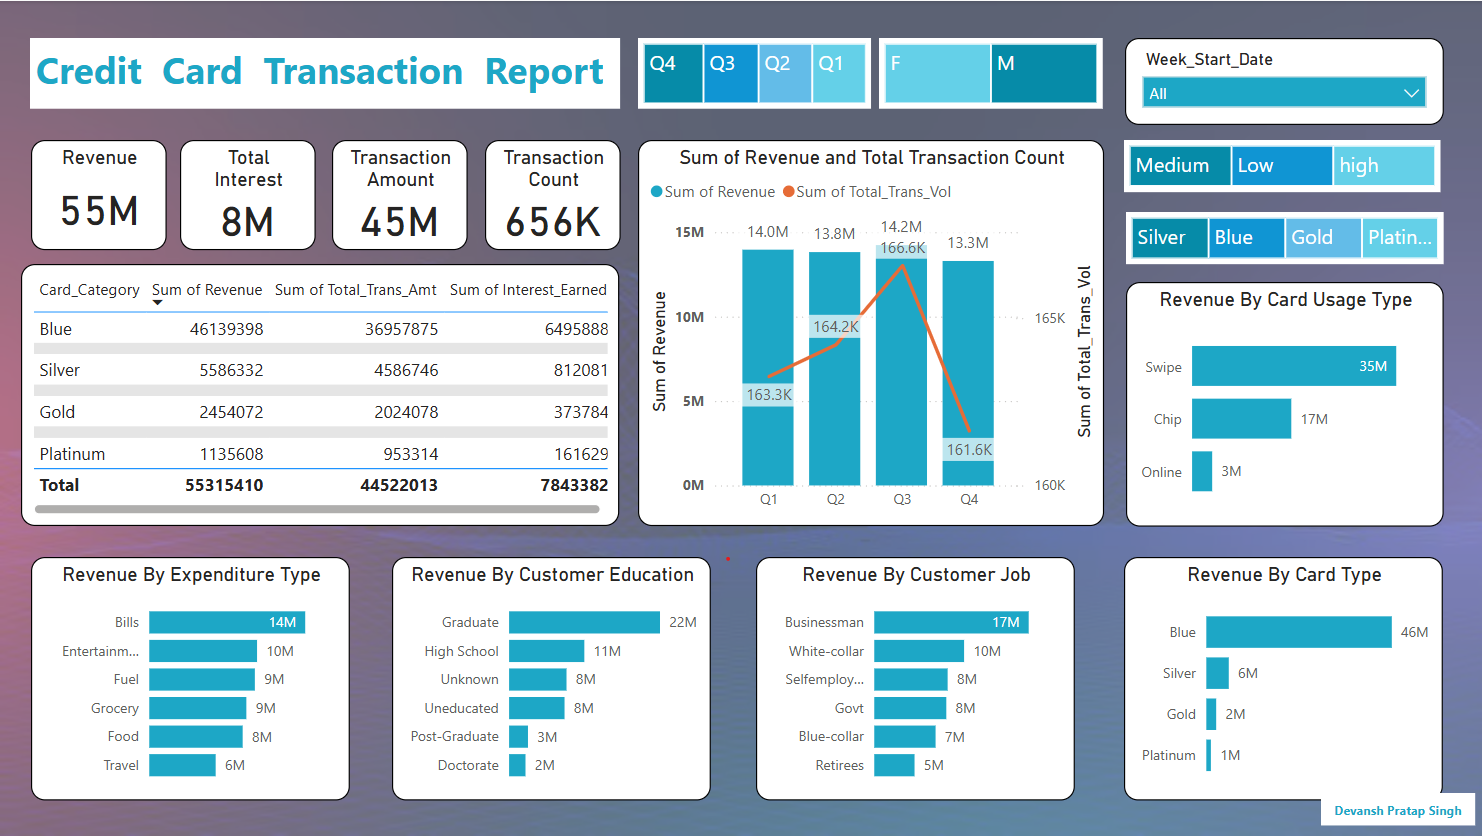 Credit Card Transaction Report
Q4 Q3 Q2 Q1
F M
Week_Start_Date
All
Medium Low high
Silver Blue Gold Platin...
Revenue
55M
Total
Interest
8M
Transaction
Amount
45M
Transaction
Count
656K
Card_Category Sum of Revenue Sum of Total_Trans_Amt Sum of Interest_Earned
Blue 46139398 36957875 6495888
Silver 5586332 4586746 812081
Gold 2454072 2024078 373784
Platinum 1135608 953314 161629
Total 55315410 44522013 7843382
Sum of Revenue and Total Transaction Count
Sum of Revenue Sum of Total_Trans_Vol
Sum of Revenue
15M
10M
5M
0M
14.0M 13.8M 14.2M 13.3M
163.3K 164.2K 166.6K 161.6K
Q1 Q2 Q3 Q4
165K
160K
Sum of Total_Trans_Vol
Revenue By Card Usage Type
Swipe 35M
Chip 17M
Online 3M
Revenue By Expenditure Type
Bills 14M
Entertainm... 10M
Fuel 9M
Grocery 9M
Food 8M
Travel 6M
Revenue By Customer Education
Graduate 22M
High School 11M
Unknown 8M
Uneducated 8M
Post-Graduate 3M
Doctorate 2M
Revenue By Customer Job
Businessman 17M
White-collar 10M
Selfemploy... 8M
Govt 8M
Blue-collar 7M
Retirees 5M
Revenue By Card Type
Blue 46M
Silver 6M
Gold 2M
Platinum 1M
Devansh Pratap Singh